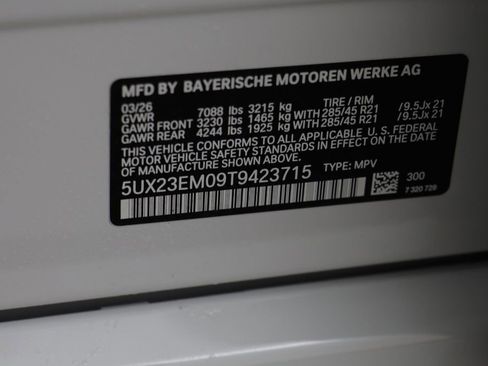 MFD BY BAYERISCHE MOTOREN WERKE AG
03/26 TIRE / RIM
GVWR 7088 lbs 3215 kg
GAWR FRONT 3230 lbs 1465 kg WITH 285/45 R21 /9.5Jx 21
GAWR REAR 4244 lbs 1925 kg WITH 285/45 R21 /9.5Jx 21
THIS VEHICLE CONFORMS TO ALL APPLICABLE U.S. FEDERAL
MOTOR VEHICLE SAFETY STANDARDS IN EFFECT ON THE DATE
OF MANUFACTURE SHOWN ABOVE.
5UX23EM09T9423715 TYPE: MPV
300
7 320 729